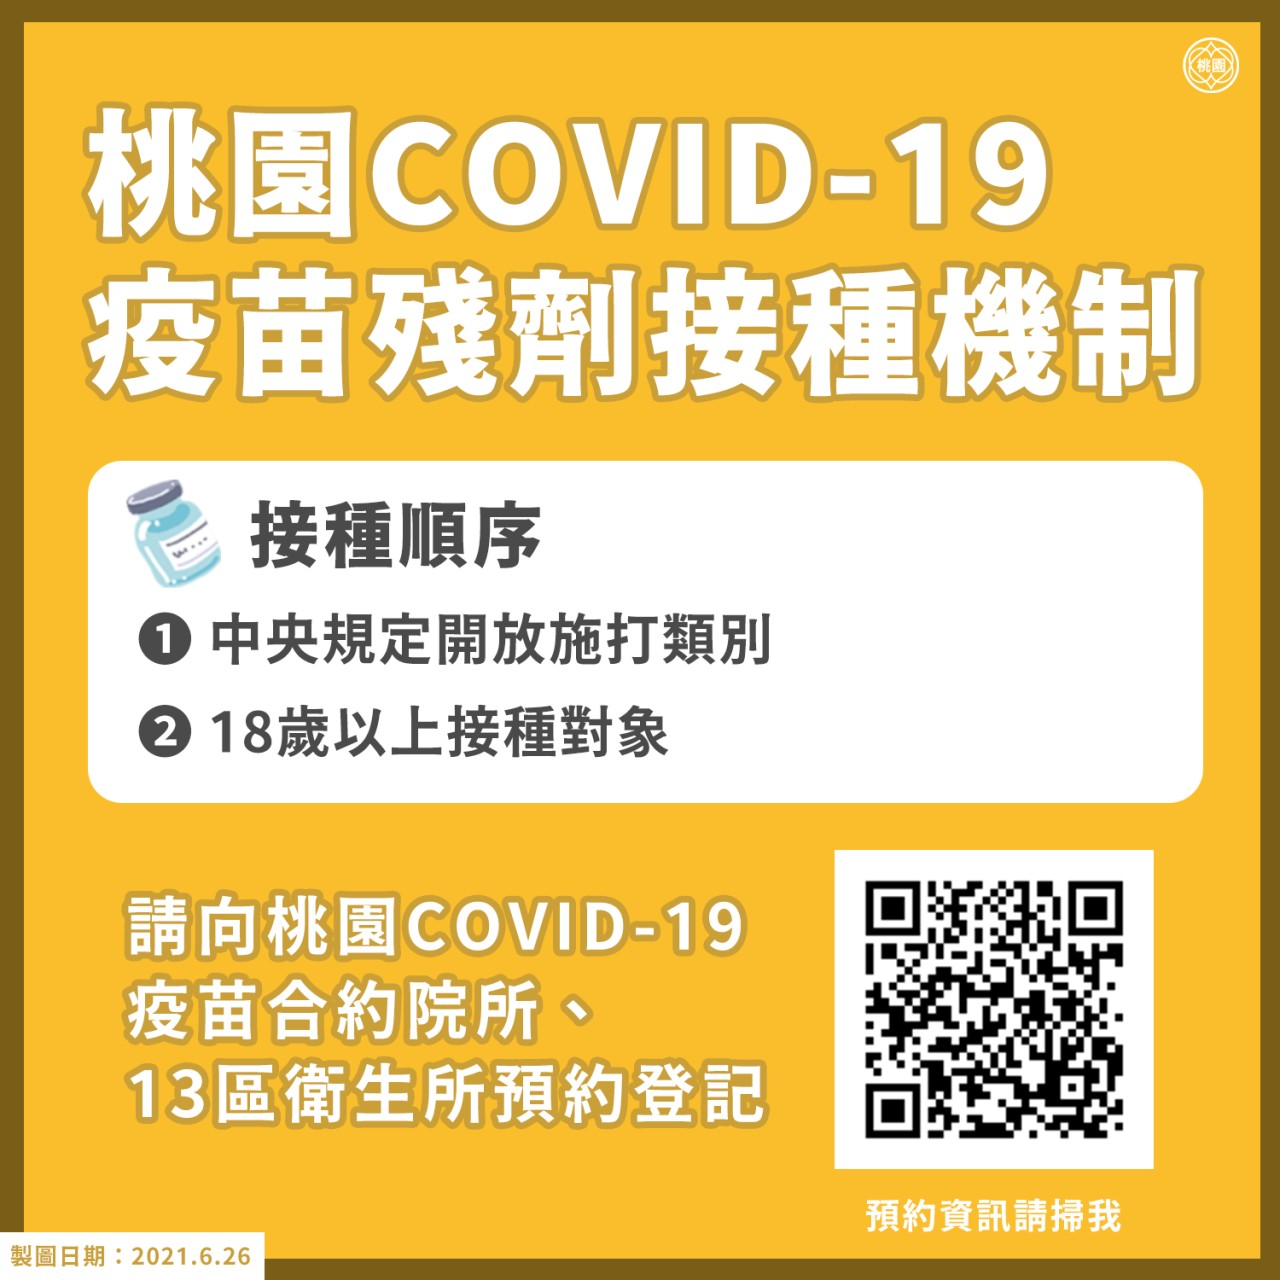 桃園
桃園COVID-19
疫苗殘劑接種機制
接種順序
❶ 中央規定開放施打類別
❷ 18歲以上接種對象
請向桃園COVID-19
疫苗合約院所、
13區衛生所預約登記
預約資訊請掃我
製圖日期：2021.6.26